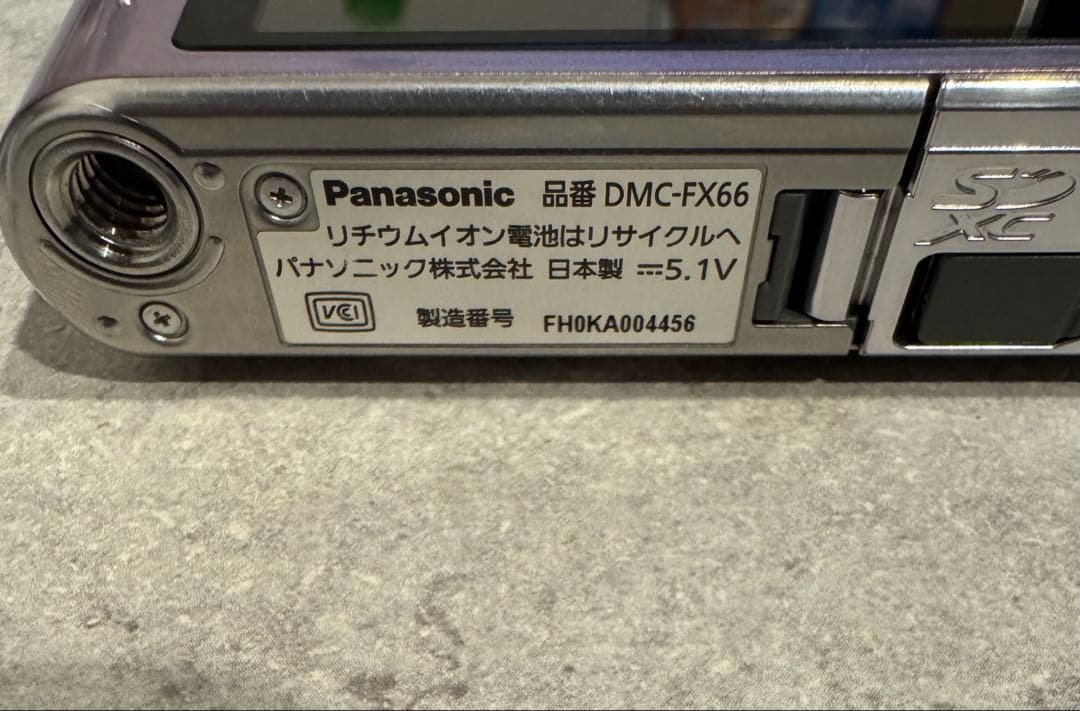 Panasonic 品番 DMC-FX66
リチウムイオン電池はリサイクルへ
パナソニック株式会社 日本製 ⎓5.1V
VCI 製造番号 FH0KA004456
SD
XC